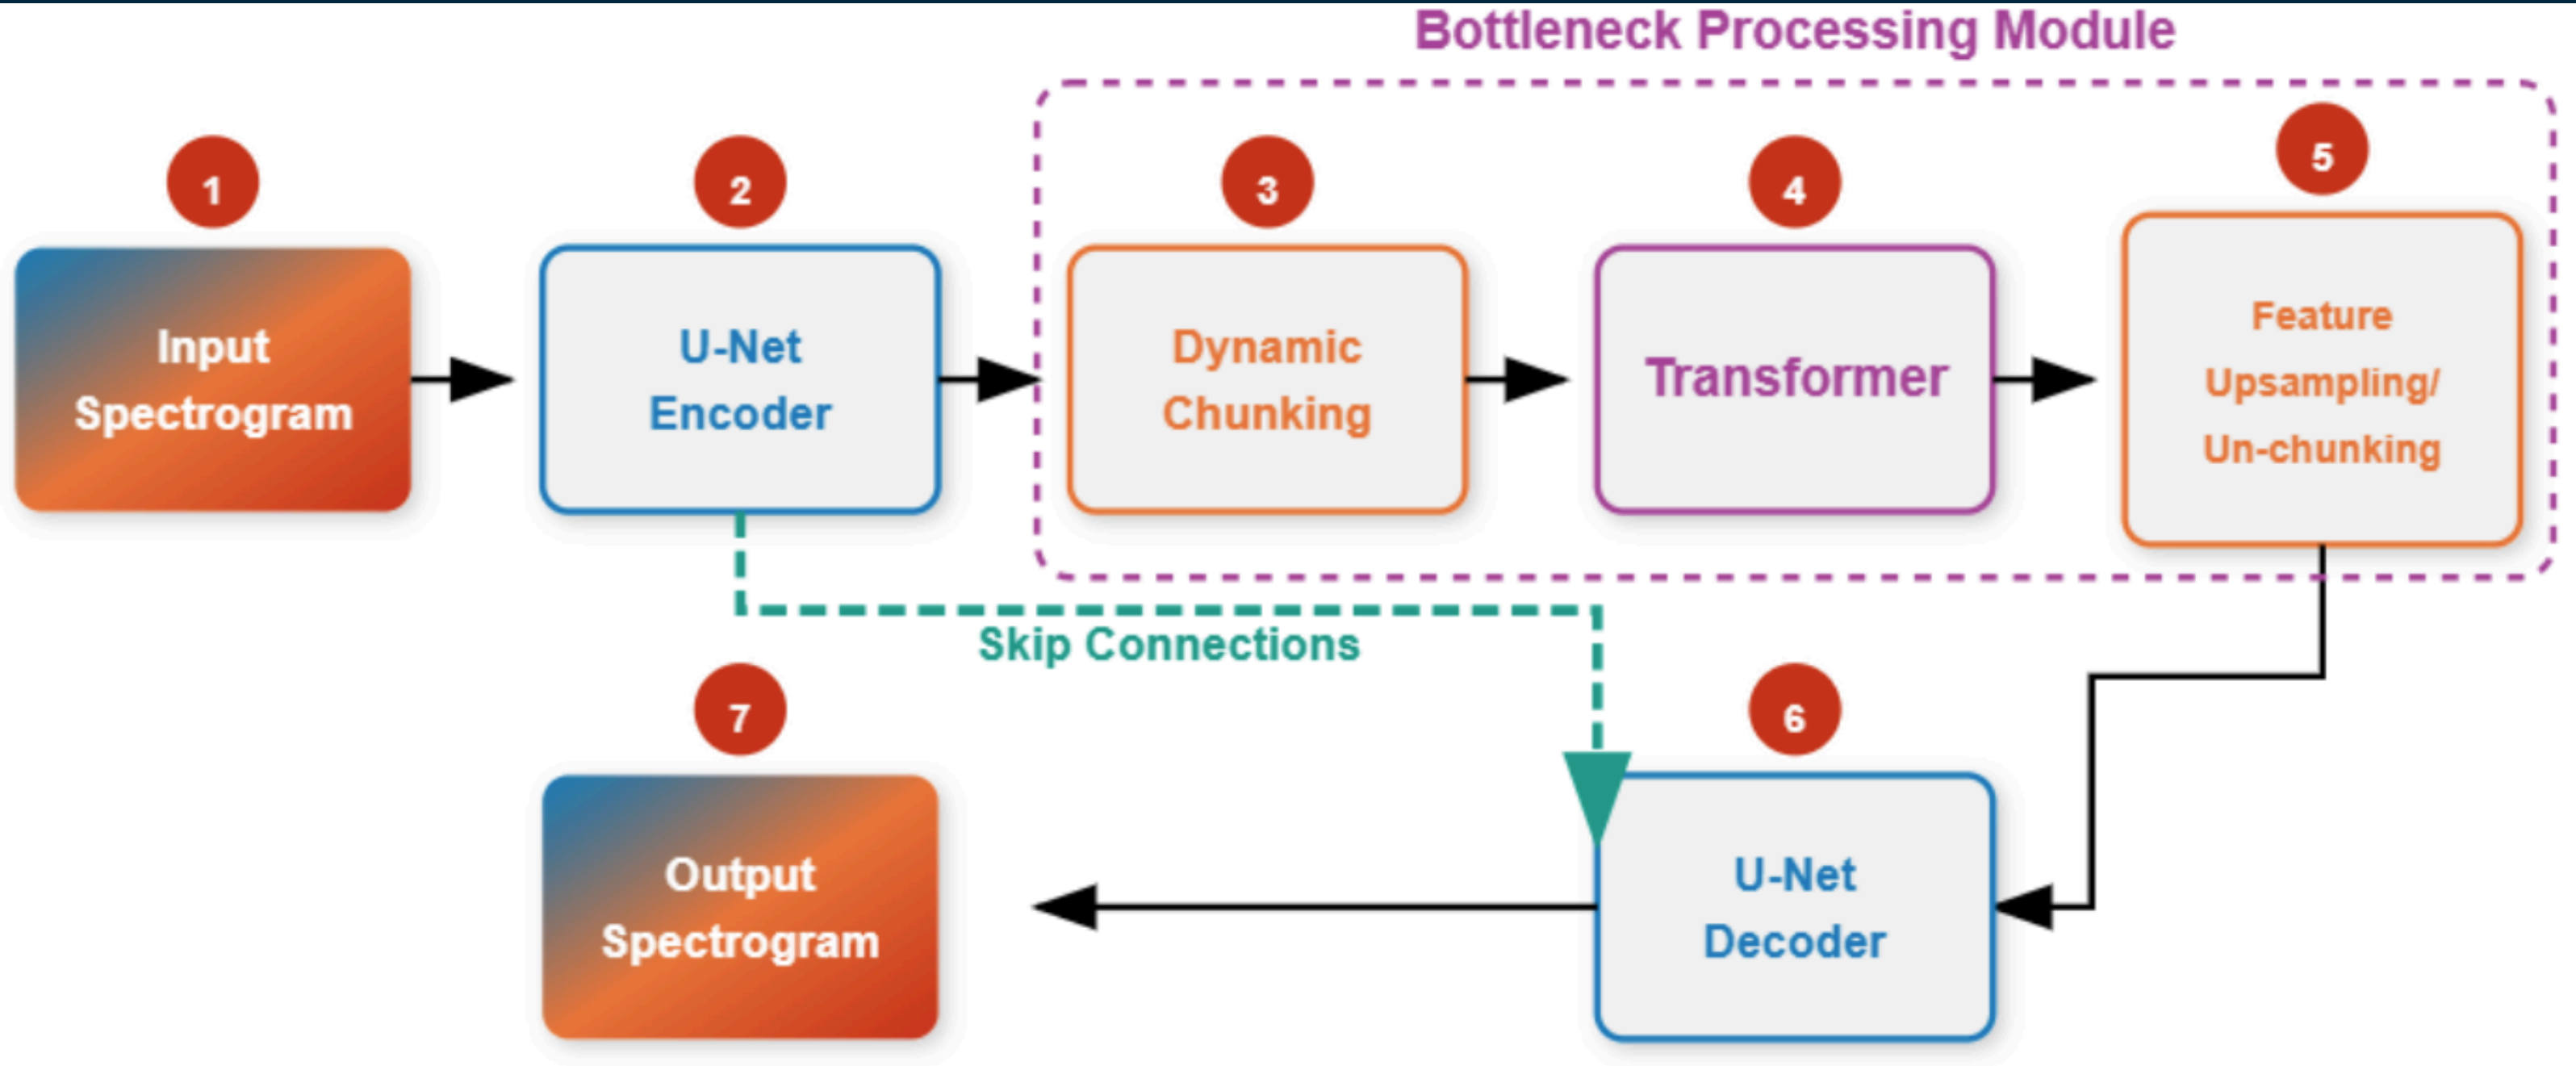 Bottleneck Processing Module
1
2
3
4
5
Input
Spectrogram
U-Net
Encoder
Dynamic
Chunking
Transformer
Feature
Upsampling/
Un-chunking
Skip Connections
7
6
Output
Spectrogram
U-Net
Decoder